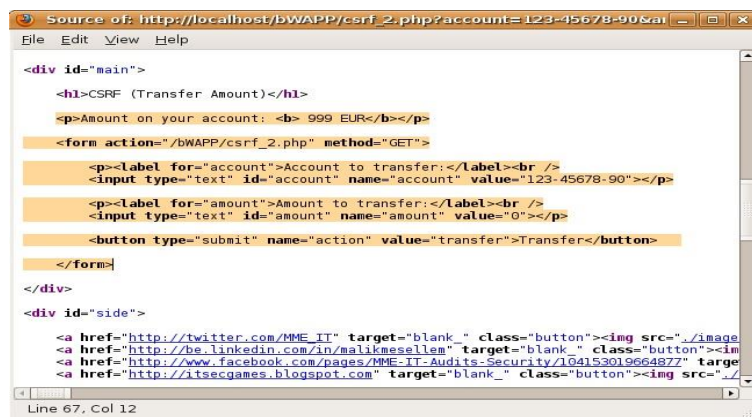 Source of: http://localhost/bWAPP/csrf_2.php?account=123-45678-90&a
File Edit View Help
<div id="main">
<h1>CSRF (Transfer Amount)</h1>
<p>Amount on your account: <b> 999 EUR</b></p>
<form action="/bWAPP/csrf_2.php" method="GET">
<p><label for="account">Account to transfer:</label><br />
<input type="text" id="account" name="account" value="123-45678-90"></p>
<p><label for="amount">Amount to transfer:</label><br />
<input type="text" id="amount" name="amount" value="0"></p>
<button type="submit" name="action" value="transfer">Transfer</button>
</form>
</div>
<div id="side">
<a href="http://twitter.com/MME_IT" target="blank_" class="button"><img src="./image
<a href="http://be.linkedin.com/in/malikmesellem" target="blank_" class="button"><im
<a href="http://www.facebook.com/pages/MME-IT-Audits-Security/104153019664877" targe
<a href="http://itsecgames.blogspot.com" target="blank_" class="button"><img src="./
Line 67, Col 12